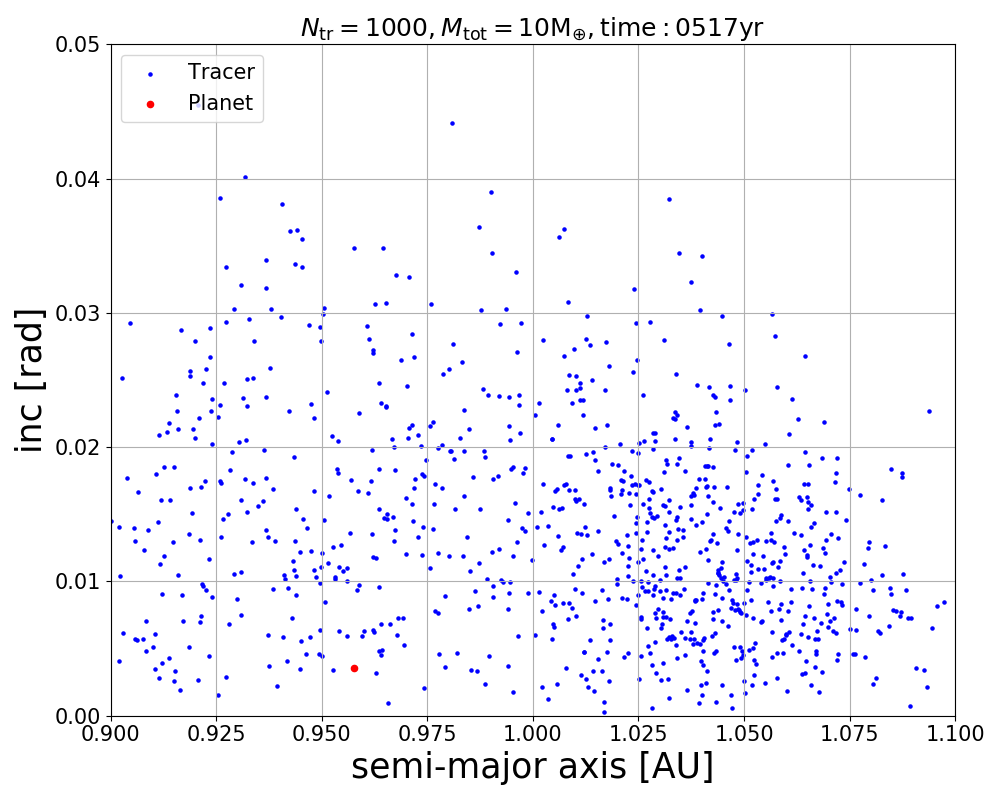 N_tr = 1000, M_tot = 10M_⊕, time : 0517yr
0.05
Tracer
Planet
0.04
0.03
inc [rad]
0.02
0.01
0.00
0.900 0.925 0.950 0.975 1.000 1.025 1.050 1.075 1.100
semi-major axis [AU]